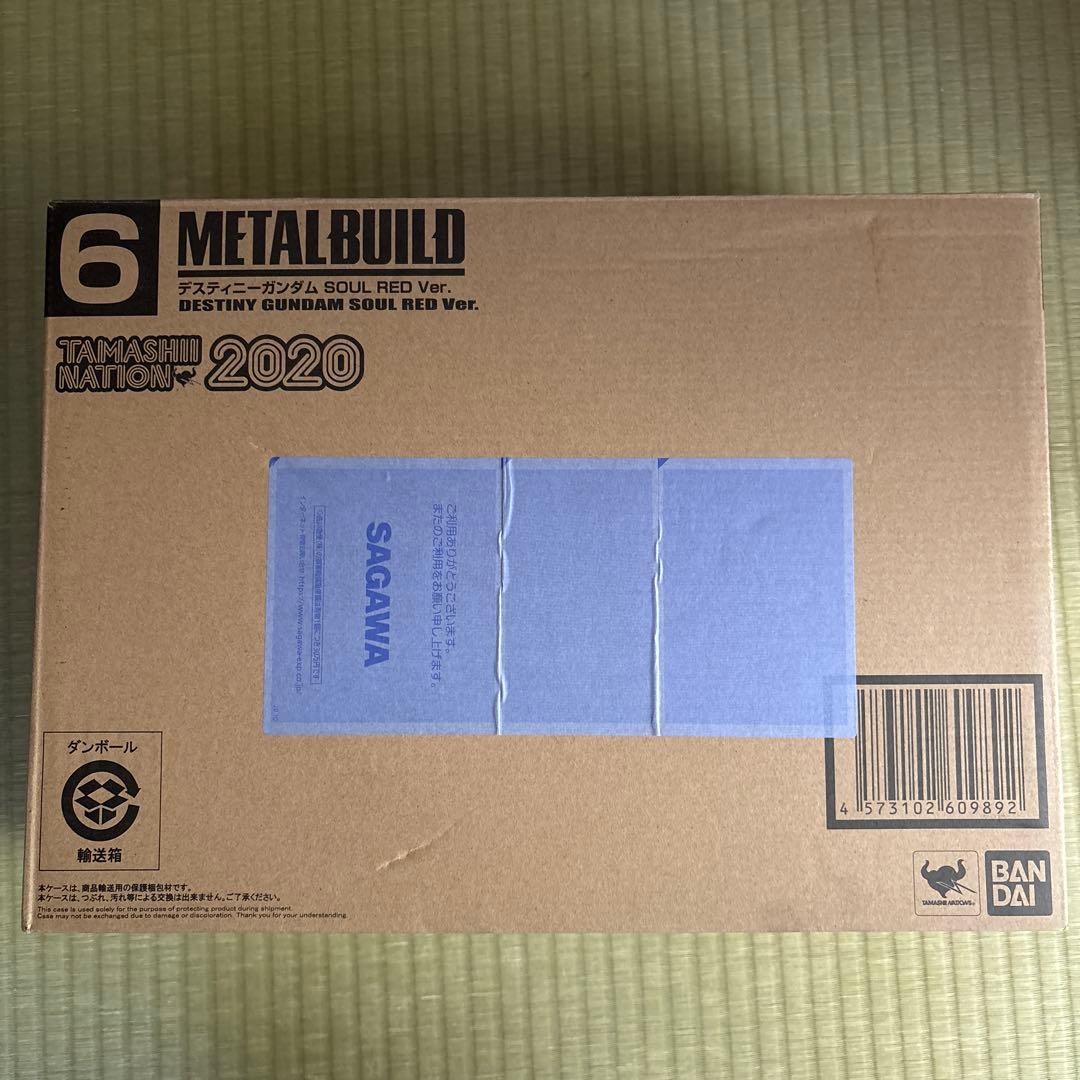 6
METAL BUILD
デスティニーガンダム SOUL RED Ver.
DESTINY GUNDAM SOUL RED Ver.
TAMASHII
NATION 2020
ご利用ありがとうございます。
またのご利用をお願い申し上げます。
SAGAWA
ダンボール
輸送箱
4 573102 609892
本ケースは、商品輸送用の保護梱包材です。
本ケースは、つぶれ、汚れ等による交換は出来ません。ご了承ください。
This case is used solely for the purpose of protecting product during shipment.
Case may not be exchanged due to damage or discoloration. Thank you for your understanding.
TAMASHII NATIONS
BAN
DAI